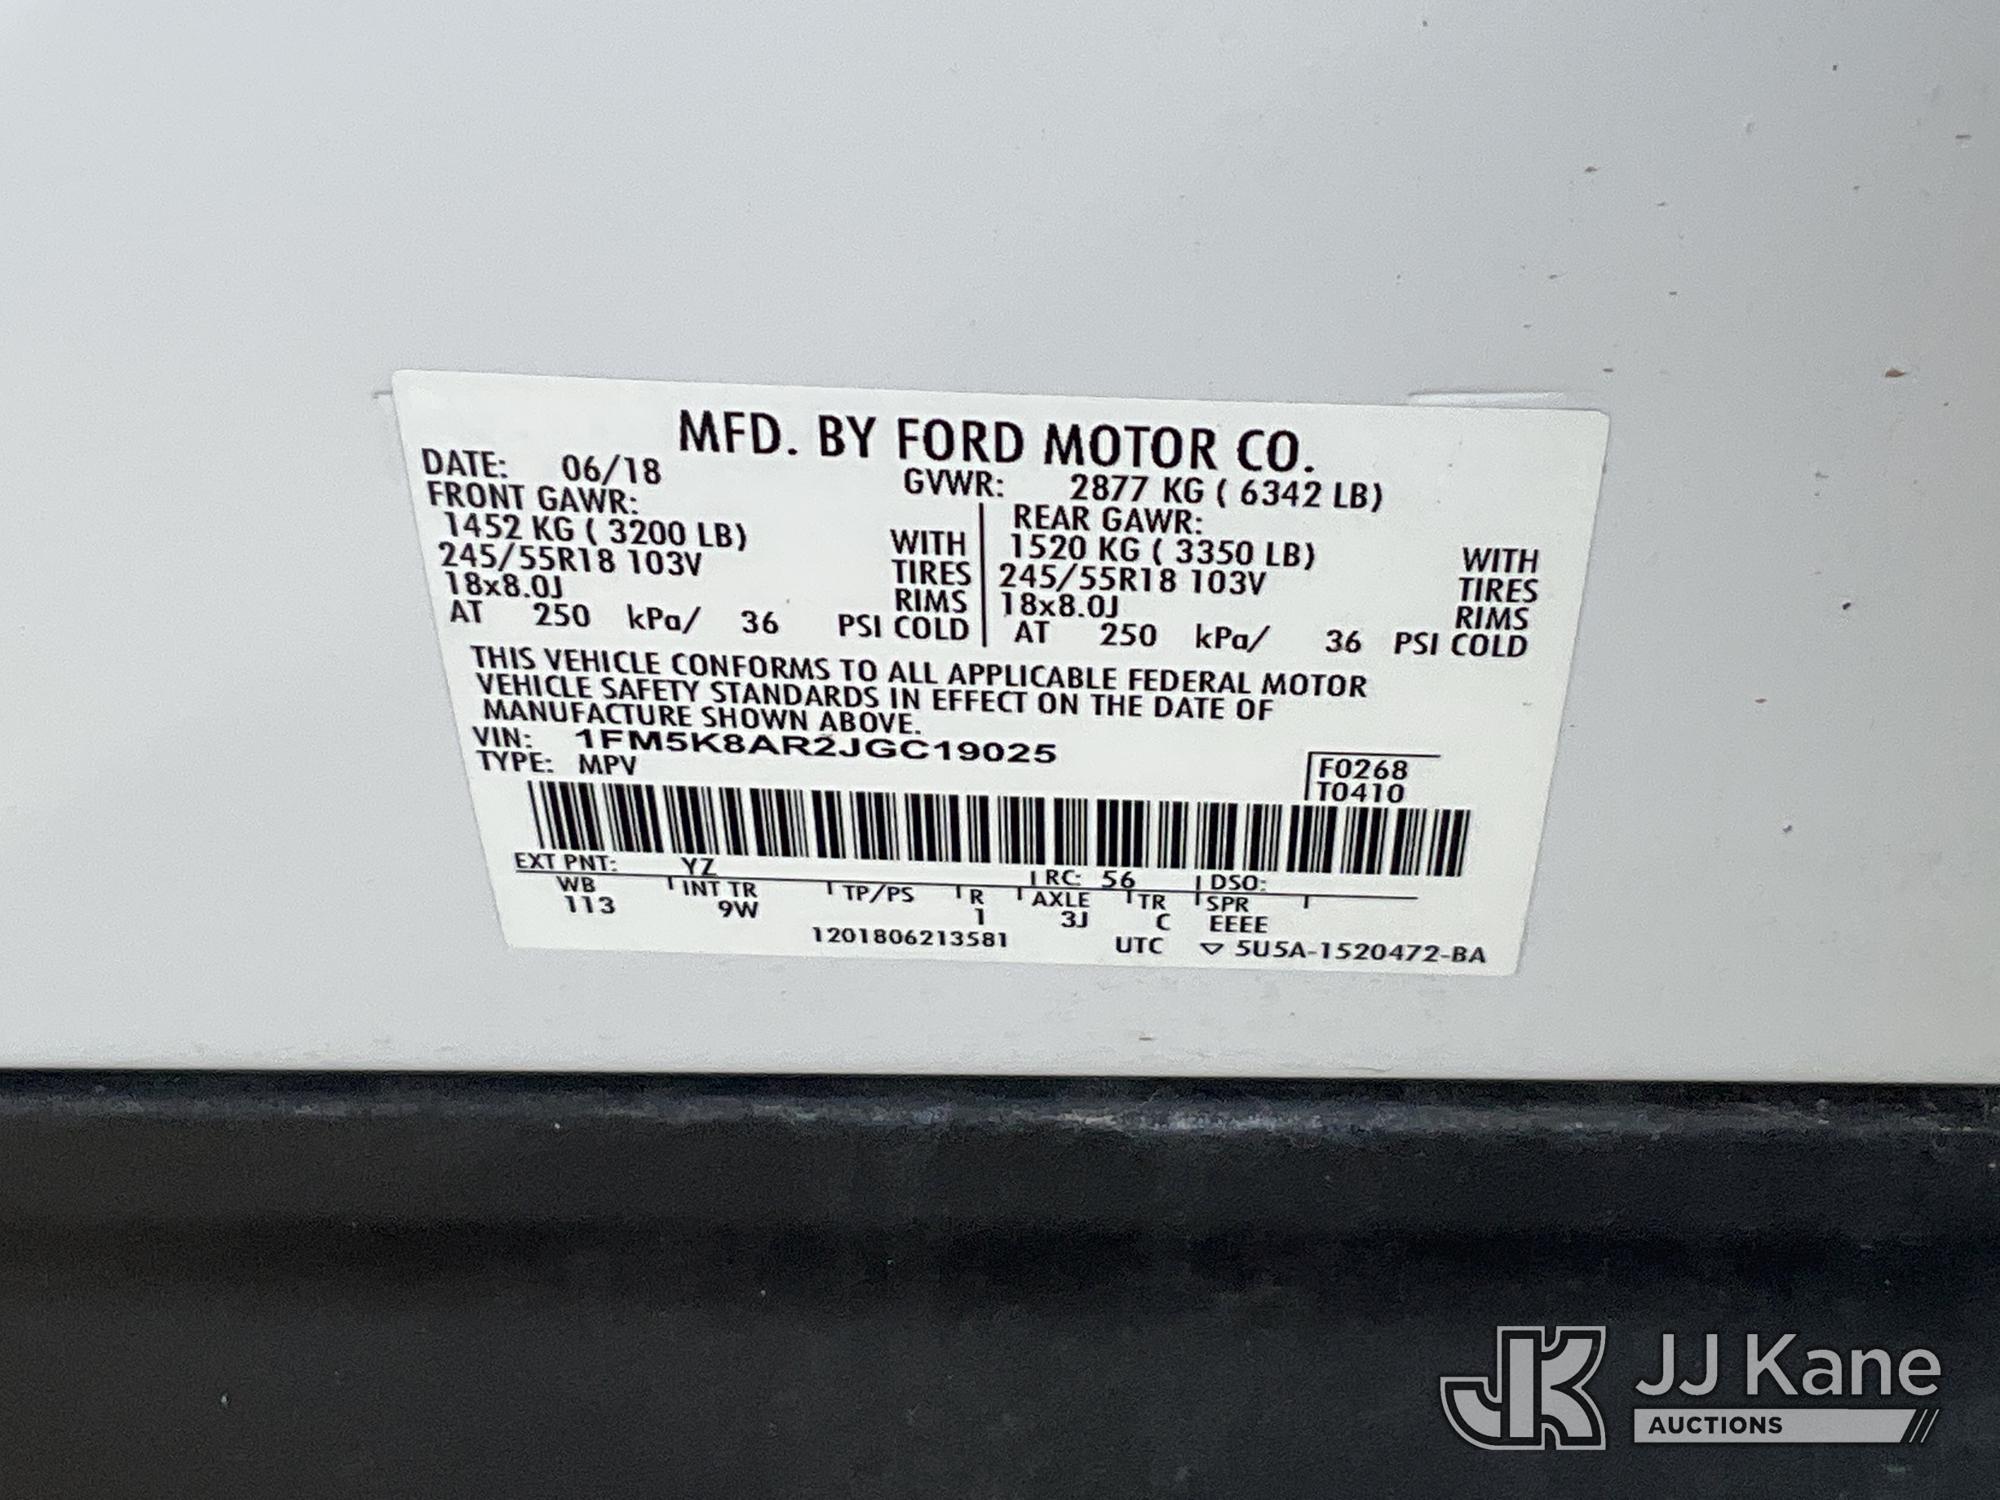 MFD. BY FORD MOTOR CO.
DATE: 06/18 GVWR: 2877 KG ( 6342 LB)
FRONT GAWR: REAR GAWR:
1452 KG ( 3200 LB) WITH 1520 KG ( 3350 LB) WITH
245/55R18 103V TIRES 245/55R18 103V TIRES
18x8.0J RIMS 18x8.0J RIMS
AT 250 kPa/ 36 PSI COLD AT 250 kPa/ 36 PSI COLD
THIS VEHICLE CONFORMS TO ALL APPLICABLE FEDERAL MOTOR
VEHICLE SAFETY STANDARDS IN EFFECT ON THE DATE OF
MANUFACTURE SHOWN ABOVE.
VIN: 1FM5K8AR2JGC19025
TYPE: MPV F0268
T0410
EXT PNT: YZ RC: 56 DSO:
WB INT TR TP/PS R AXLE TR SPR
113 9W 1 3J C EEEE
1201806213581 UTC ▽ 5U5A-1520472-BA
JK JJ Kane
AUCTIONS